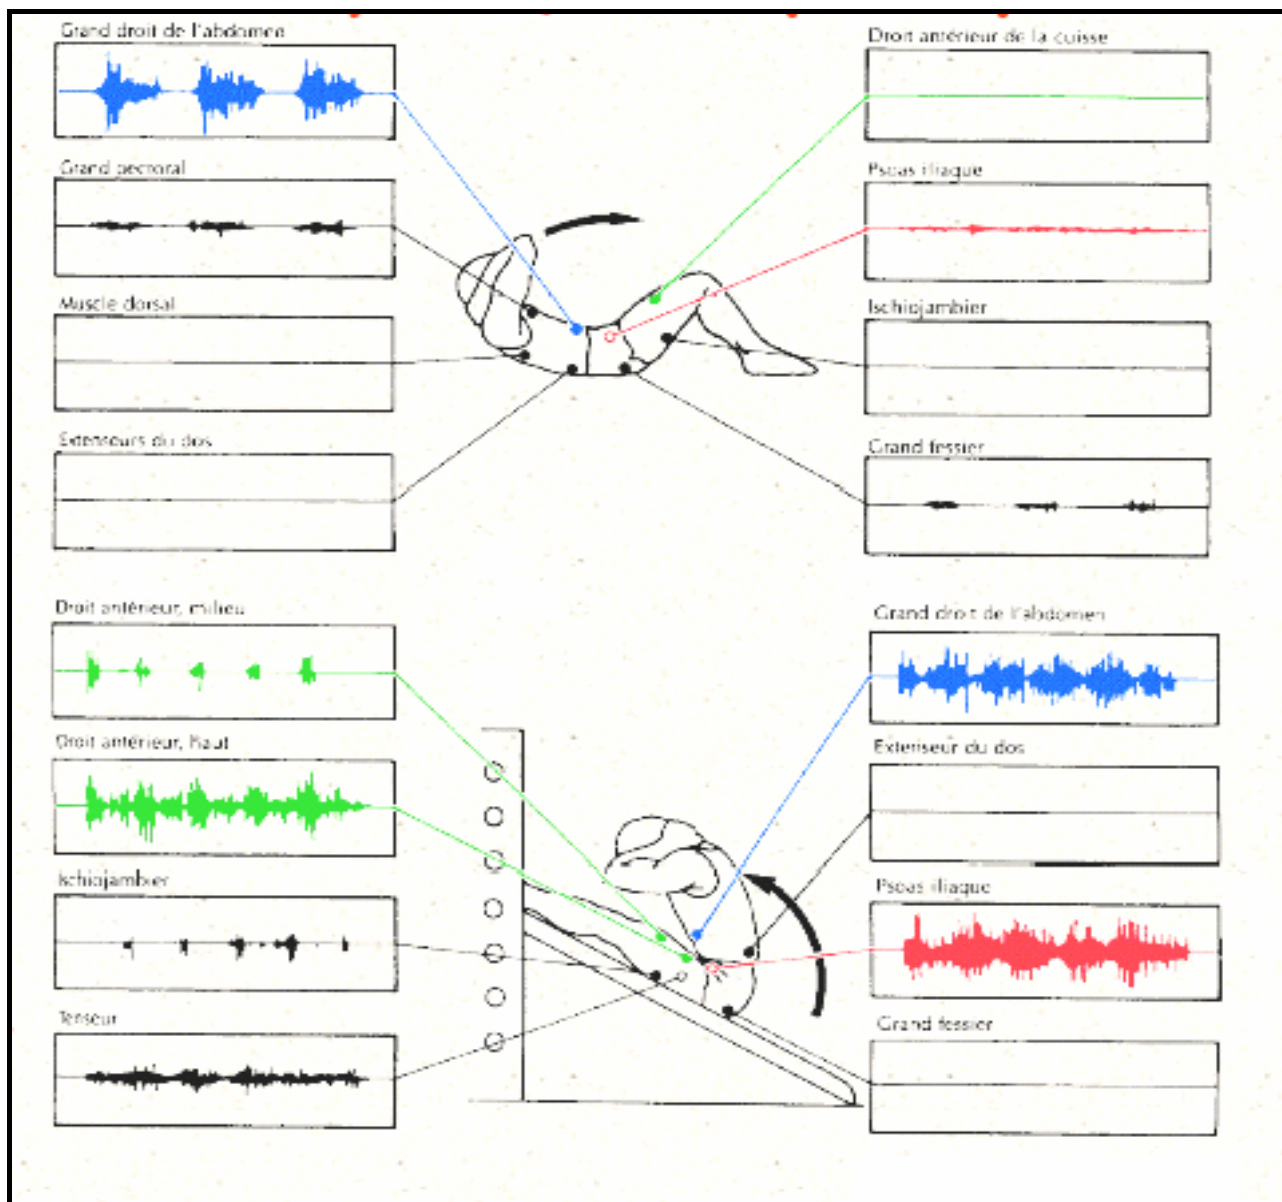 Grand droit de l'abdomen
Grand pectoral
Muscle dorsal
Extenseurs du dos
Droit antérieur de la cuisse
Psoas iliaque
Ischiojambier
Grand fessier
Droit antérieur, milieu
Droit antérieur, haut
Ischiojambier
Tenseur
Grand droit de l'abdomen
Extenseur du dos
Psoas iliaque
Grand fessier